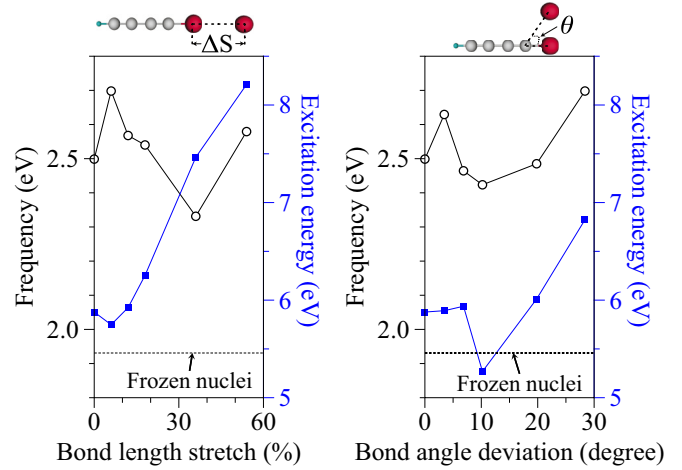 ΔS
θ
2.5
2.0
Frequency (eV)
8
7
6
5
Excitation energy
(eV)
Frozen nuclei
0
30
60
Bond length stretch (%)
2.5
2.0
Frequency (eV)
8
7
6
5
Excitation energy
(eV)
Frozen nuclei
0
10
20
30
Bond angle deviation (degree)